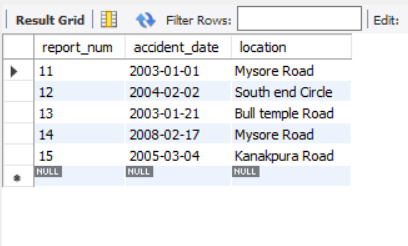 Result Grid Filter Rows: Edit:
report_num accident_date location
11 2003-01-01 Mysore Road
12 2004-02-02 South end Circle
13 2003-01-21 Bull temple Road
14 2008-02-17 Mysore Road
15 2005-03-04 Kanakpura Road
NULL NULL NULL